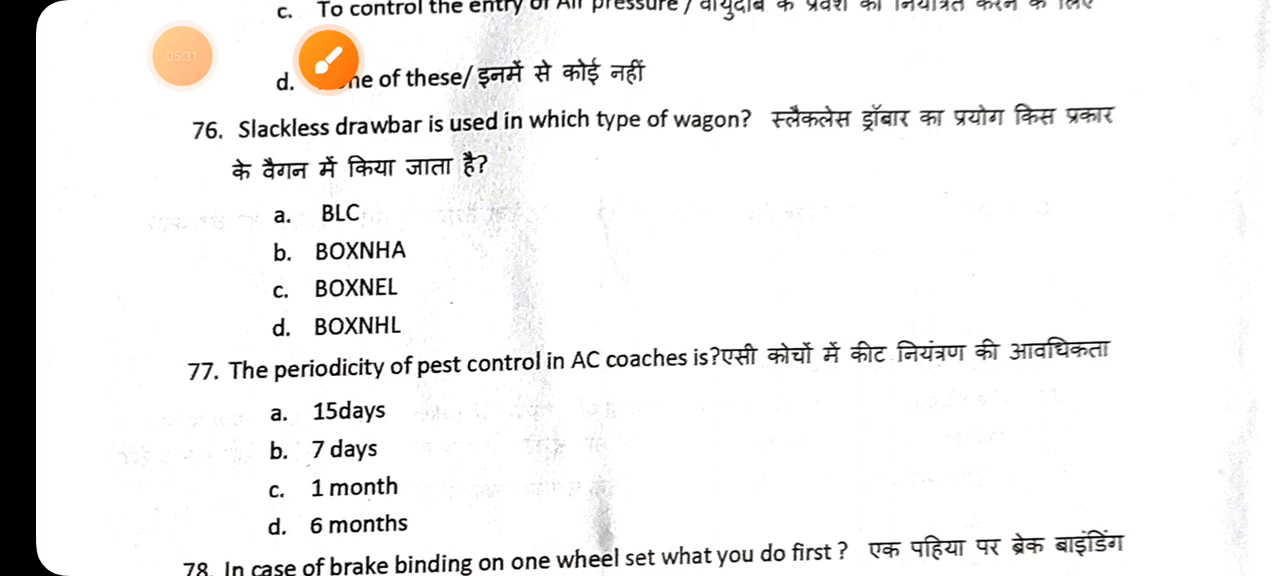 c. To control the entry of Air pressure / वायुदाब के प्रवेश को नियंत्रित करने के लिए
05:31
d. of these/ इनमें से कोई नहीं
76. Slackless drawbar is used in which type of wagon? स्लैकलेस ड्रॉबार का प्रयोग किस प्रकार
के वैगन में किया जाता है?
a. BLC
b. BOXNHA
c. BOXNEL
d. BOXNHL
77. The periodicity of pest control in AC coaches is?एसी कोचों में कीट नियंत्रण की आवधिकता
a. 15days
b. 7 days
c. 1 month
d. 6 months
78. In case of brake binding on one wheel set what you do first ? एक पहिया पर ब्रेक बाइंडिंग